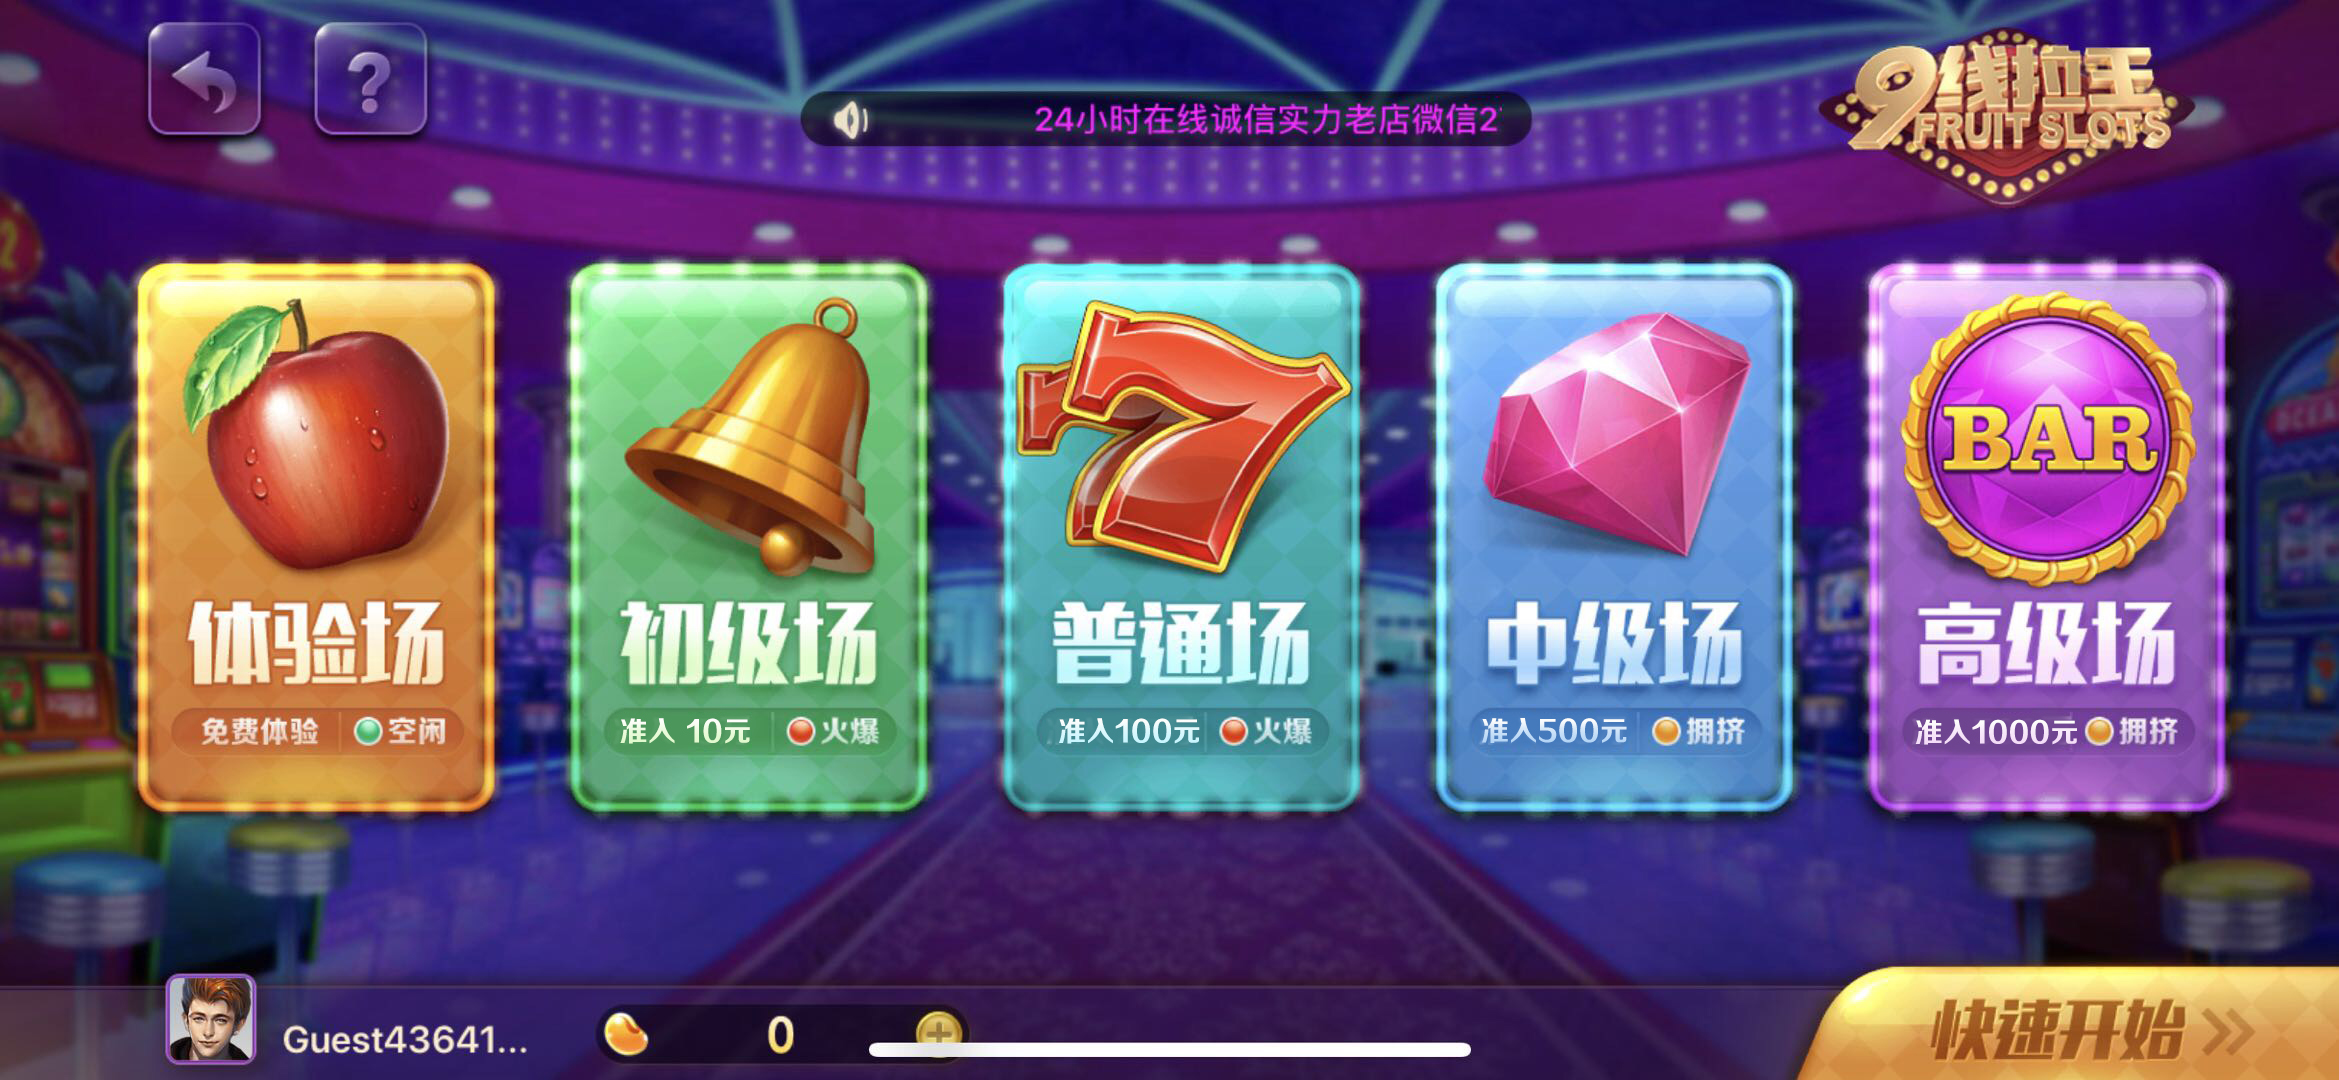 24小时在线诚信实力老店微信2
9线拉王
FRUIT SLOTS
BAR
体验场
免费体验 空闲
初级场
准入 10元 火爆
普通场
准入100元 火爆
中级场
准入500元 拥挤
高级场
准入1000元 拥挤
Guest43641...
0
快速开始